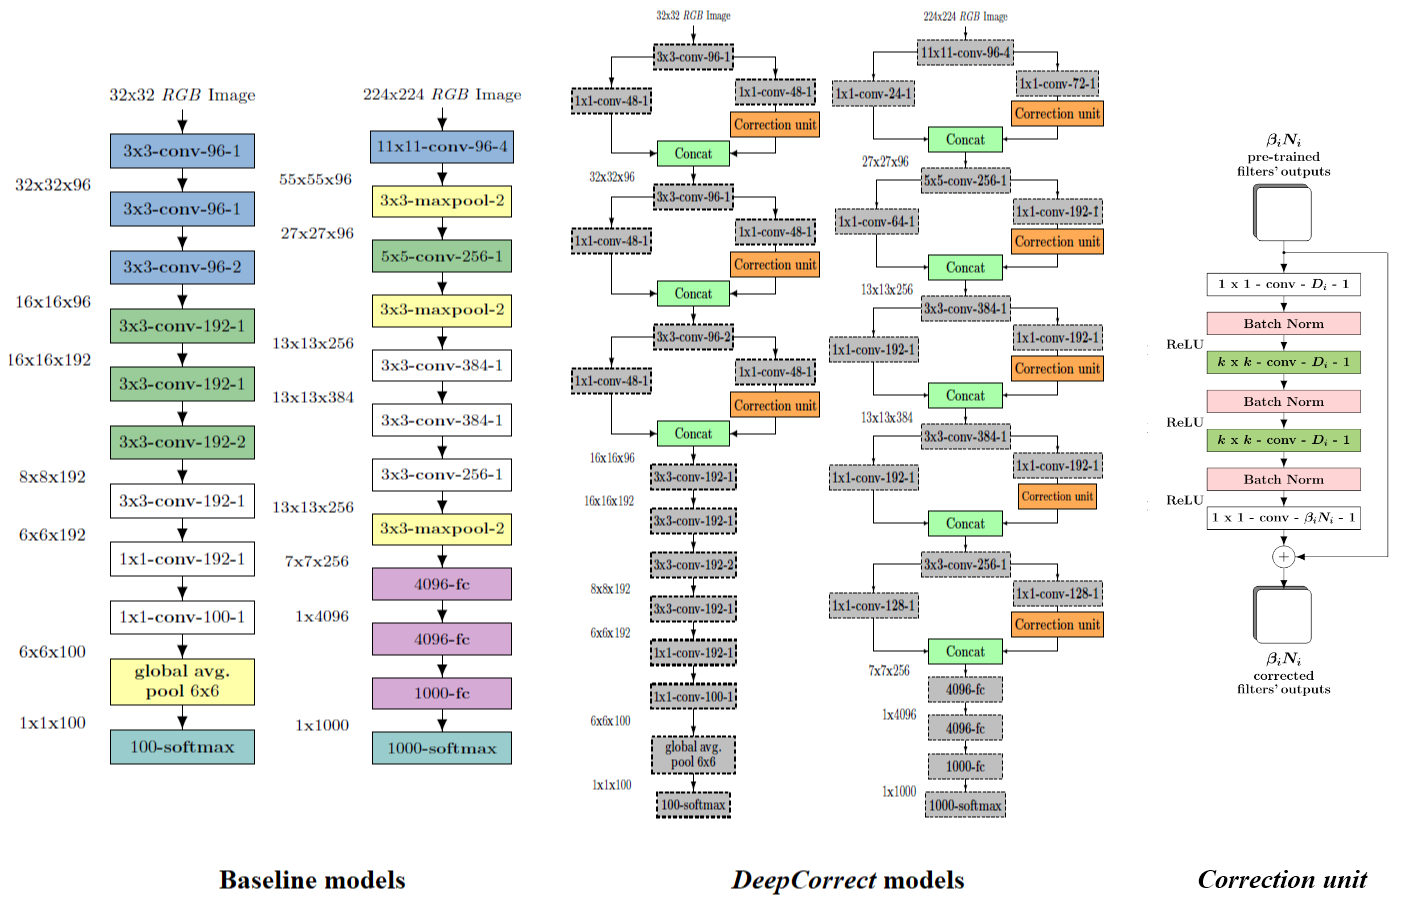 32x32 RGB Image
3x3-conv-96-1
32x32x96
3x3-conv-96-1
3x3-conv-96-2
16x16x96
3x3-conv-192-1
16x16x192
3x3-conv-192-1
3x3-conv-192-2
8x8x192
3x3-conv-192-1
6x6x192
1x1-conv-192-1
1x1-conv-100-1
6x6x100
global avg.
pool 6x6
1x1x100
100-softmax
224x224 RGB Image
11x11-conv-96-4
55x55x96
3x3-maxpool-2
27x27x96
5x5-conv-256-1
3x3-maxpool-2
13x13x256
3x3-conv-384-1
13x13x384
3x3-conv-384-1
3x3-conv-256-1
13x13x256
3x3-maxpool-2
7x7x256
4096-fc
1x4096
4096-fc
1000-fc
1x1000
1000-softmax
Baseline models
32x32 RGB Image
3x3-conv-96-1
1x1-conv-48-1
1x1-conv-48-1
Correction unit
Concat
32x32x96
3x3-conv-96-1
1x1-conv-48-1
1x1-conv-48-1
Correction unit
Concat
3x3-conv-96-2
1x1-conv-48-1
1x1-conv-48-1
Correction unit
Concat
16x16x96
3x3-conv-192-1
16x16x192
3x3-conv-192-1
3x3-conv-192-2
8x8x192
3x3-conv-192-1
6x6x192
1x1-conv-192-1
1x1-conv-100-1
6x6x100
global avg.
pool 6x6
1x1x100
100-softmax
224x224 RGB Image
11x11-conv-96-4
1x1-conv-24-1
1x1-conv-72-1
Correction unit
Concat
27x27x96
5x5-conv-256-1
1x1-conv-64-1
1x1-conv-192-1
Correction unit
Concat
13x13x256
3x3-conv-384-1
1x1-conv-192-1
1x1-conv-192-1
Correction unit
Concat
13x13x384
3x3-conv-384-1
1x1-conv-192-1
1x1-conv-192-1
Correction unit
Concat
3x3-conv-256-1
1x1-conv-128-1
1x1-conv-128-1
Correction unit
Concat
7x7x256
4096-fc
1x4096
4096-fc
1000-fc
1x1000
1000-softmax
DeepCorrect models
βᵢNᵢ
pre-trained
filters' outputs
1 x 1 - conv - Dᵢ - 1
Batch Norm
ReLU
k x k - conv - Dᵢ - 1
Batch Norm
ReLU
k x k - conv - Dᵢ - 1
Batch Norm
ReLU
1 x 1 - conv - βᵢNᵢ - 1
+
βᵢNᵢ
corrected
filters' outputs
Correction unit